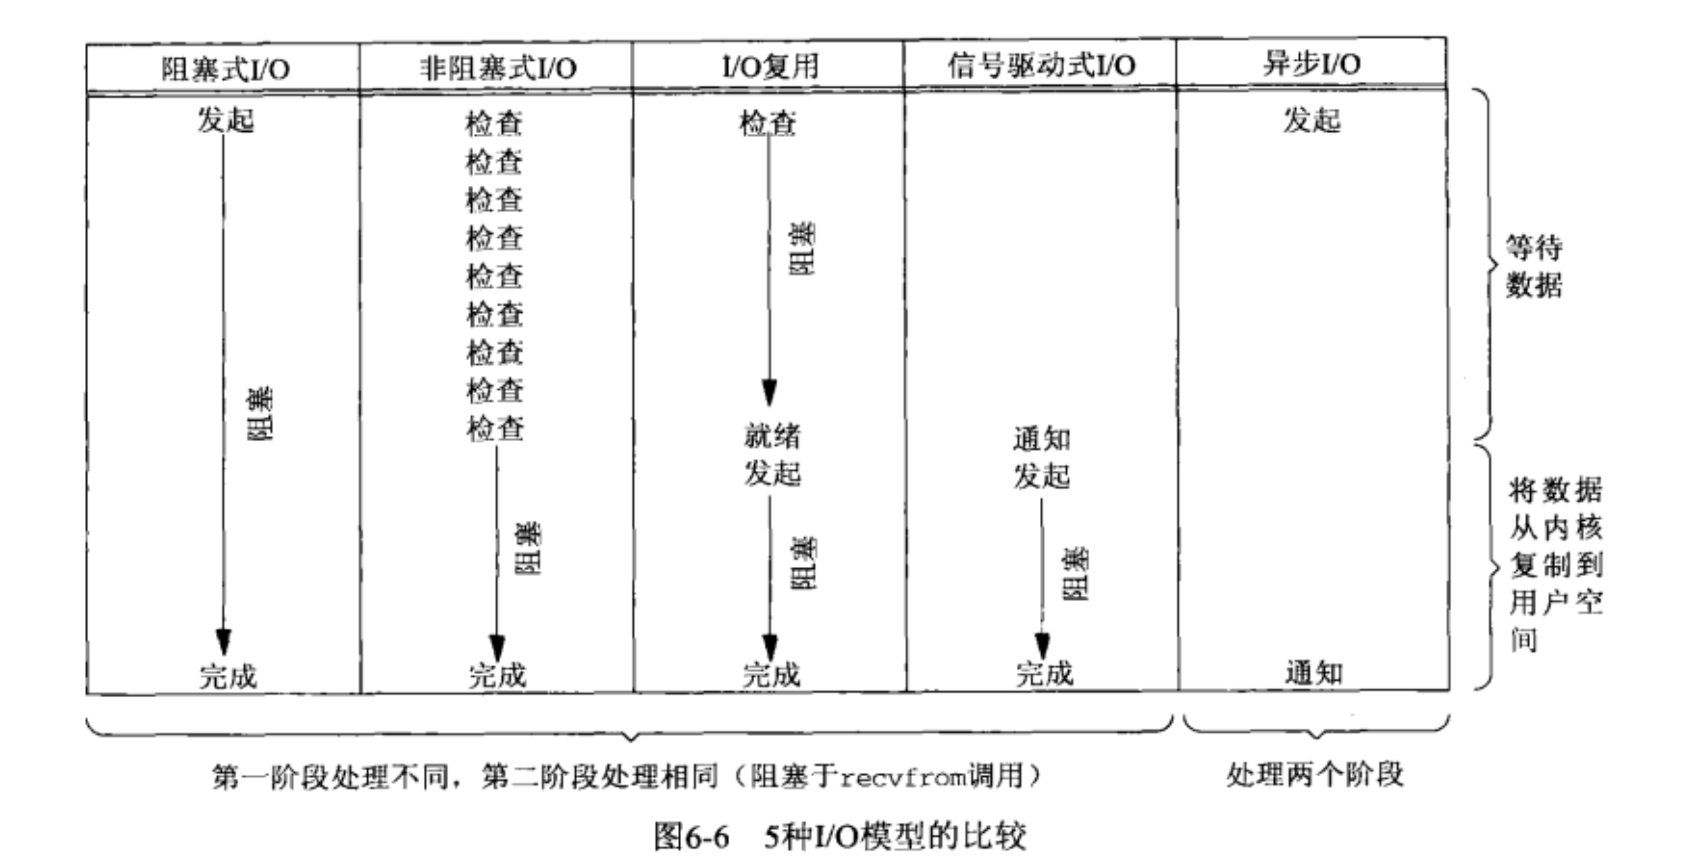 阻塞式I/O 非阻塞式I/O I/O复用 信号驱动式I/O 异步I/O
发起 检查 检查 发起
检查
检查
检查
检查
检查
检查
检查
检查
阻塞
阻塞
等待
数据
就绪 通知
发起 发起
阻塞
阻塞
阻塞
将数据
从内核
复制到
用户空
间
完成 完成 完成 完成 通知
第一阶段处理不同，第二阶段处理相同（阻塞于recvfrom调用） 处理两个阶段
图6-6 5种I/O模型的比较